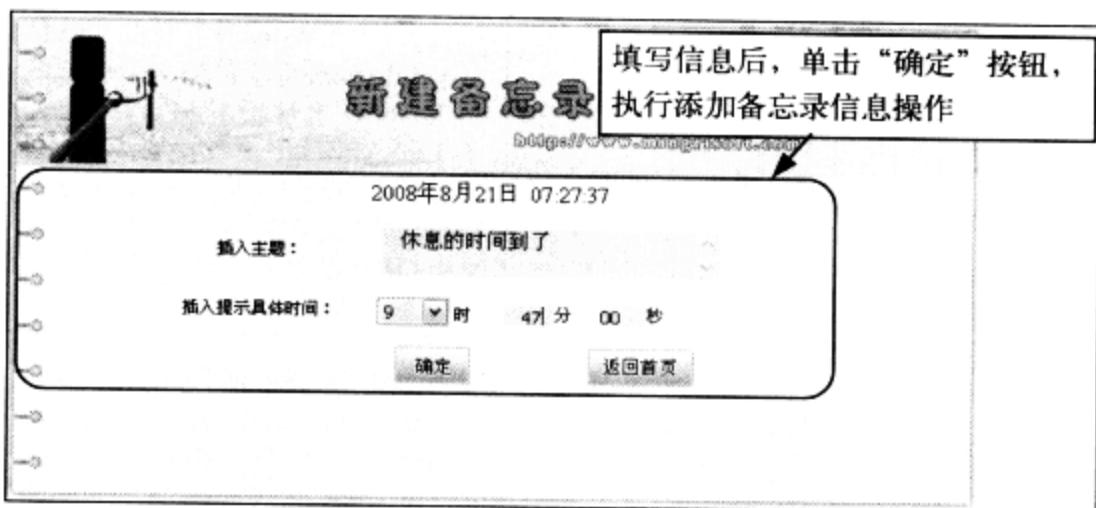 填写信息后，单击“确定”按钮，
执行添加备忘录信息操作
新建备忘录
2008年8月21日 07:27:37
插入主题：
休息的时间到了
插入提示具体时间：
9 时 47 分 00 秒
确定 返回首页